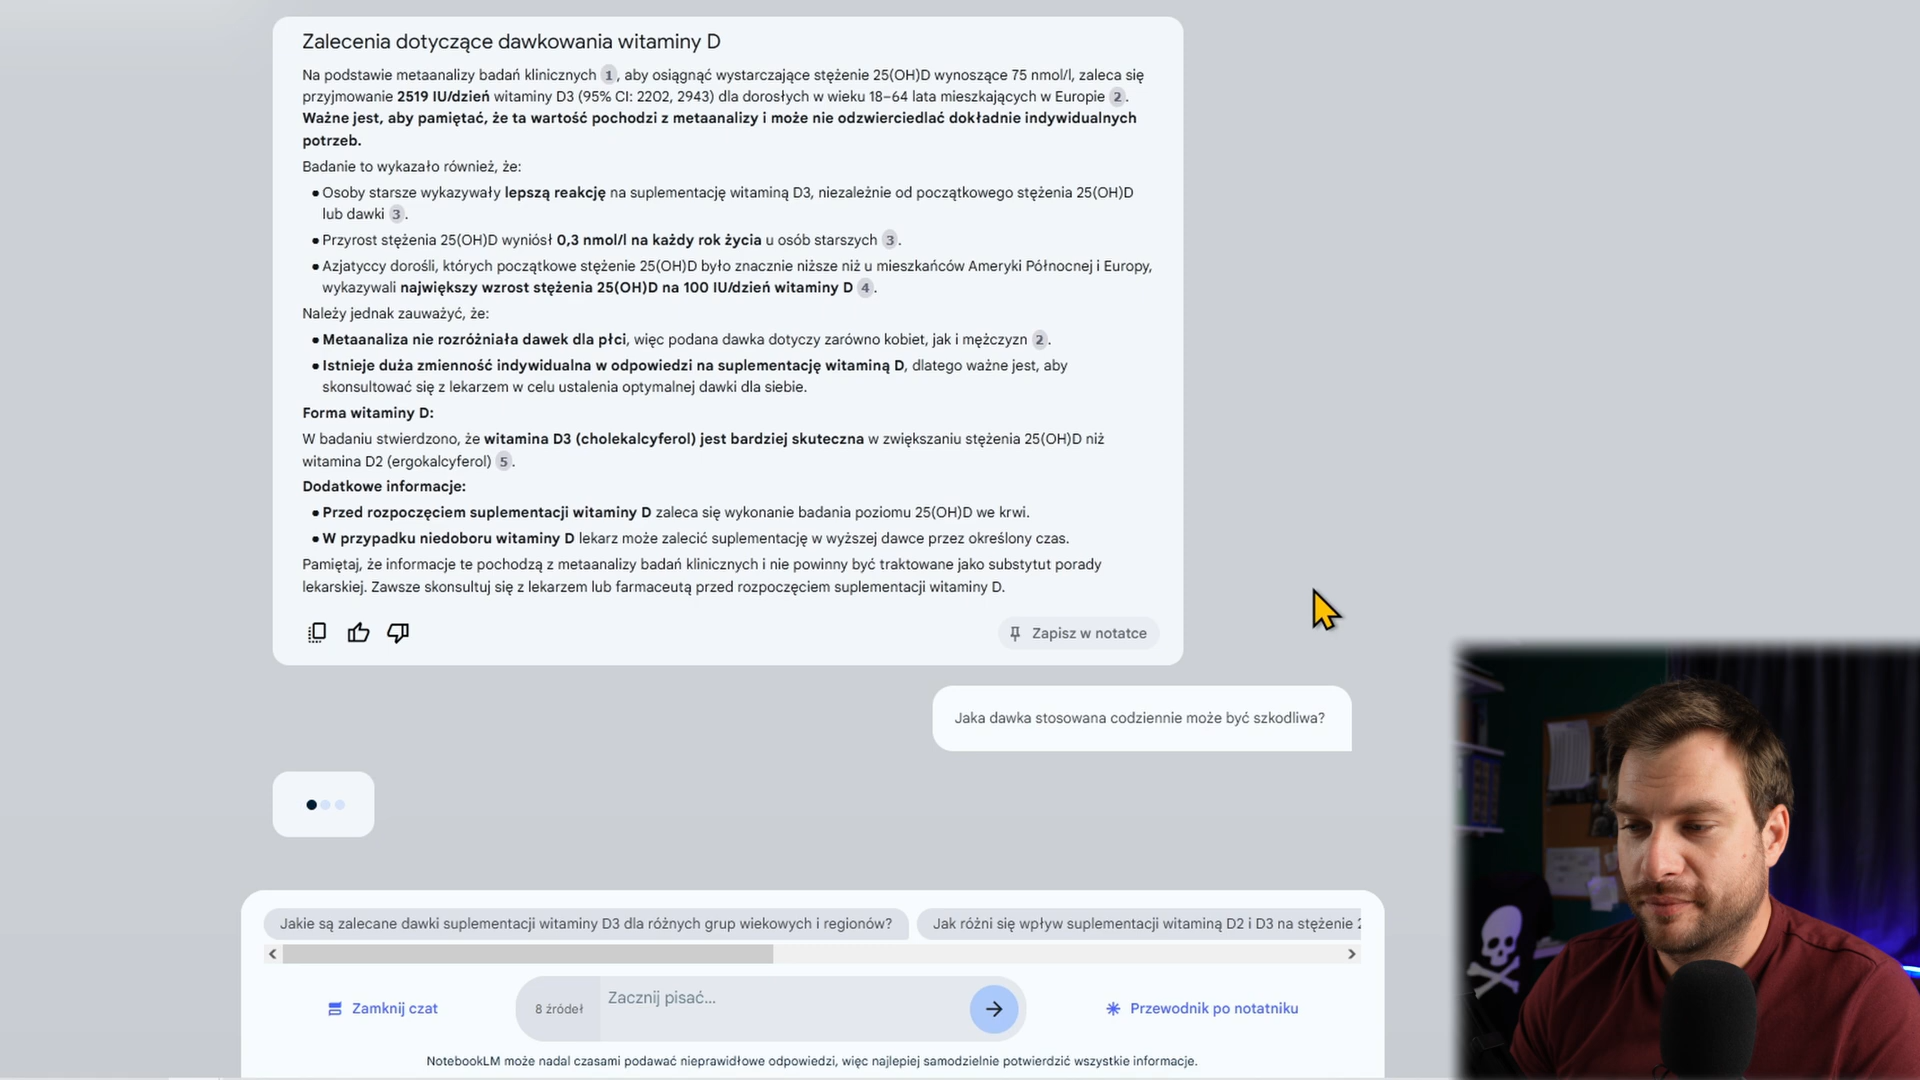 Zalecenia dotyczące dawkowania witaminy D
Na podstawie metaanalizy badań klinicznych 1, aby osiągnąć wystarczające stężenie 25(OH)D wynoszące 75 nmol/l, zaleca się
przyjmowanie 2519 IU/dzień witaminy D3 (95% CI: 2202, 2943) dla dorosłych w wieku 18–64 lata mieszkających w Europie 2.
Ważne jest, aby pamiętać, że ta wartość pochodzi z metaanalizy i może nie odzwierciedlać dokładnie indywidualnych
potrzeb.
Badanie to wykazało również, że:
• Osoby starsze wykazywały lepszą reakcję na suplementację witaminą D3, niezależnie od początkowego stężenia 25(OH)D
lub dawki 3.
• Przyrost stężenia 25(OH)D wyniósł 0,3 nmol/l na każdy rok życia u osób starszych 3.
• Azjatyccy dorośli, których początkowe stężenie 25(OH)D było znacznie niższe niż u mieszkańców Ameryki Północnej i Europy,
wykazywali największy wzrost stężenia 25(OH)D na 100 IU/dzień witaminy D 4.
Należy jednak zauważyć, że:
• Metaanaliza nie rozróżniała dawek dla płci, więc podana dawka dotyczy zarówno kobiet, jak i mężczyzn 2.
• Istnieje duża zmienność indywidualna w odpowiedzi na suplementację witaminą D, dlatego ważne jest, aby
skonsultować się z lekarzem w celu ustalenia optymalnej dawki dla siebie.
Forma witaminy D:
W badaniu stwierdzono, że witamina D3 (cholekalcyferol) jest bardziej skuteczna w zwiększaniu stężenia 25(OH)D niż
witamina D2 (ergokalcyferol) 5.
Dodatkowe informacje:
• Przed rozpoczęciem suplementacji witaminy D zaleca się wykonanie badania poziomu 25(OH)D we krwi.
• W przypadku niedoboru witaminy D lekarz może zalecić suplementację w wyższej dawce przez określony czas.
Pamiętaj, że informacje te pochodzą z metaanalizy badań klinicznych i nie powinny być traktowane jako substytut porady
lekarskiej. Zawsze skonsultuj się z lekarzem lub farmaceutą przed rozpoczęciem suplementacji witaminy D.
Zapisz w notatce
Jaka dawka stosowana codziennie może być szkodliwa?
Jakie są zalecane dawki suplementacji witaminy D3 dla różnych grup wiekowych i regionów?
Jak różni się wpływ suplementacji witaminą D2 i D3 na stężenie
Zamknij czat
8 źródeł
Zacznij pisać...
Przewodnik po notatniku
NotebookLM może nadal czasami podawać nieprawidłowe odpowiedzi, więc najlepiej samodzielnie potwierdzić wszystkie informacje.